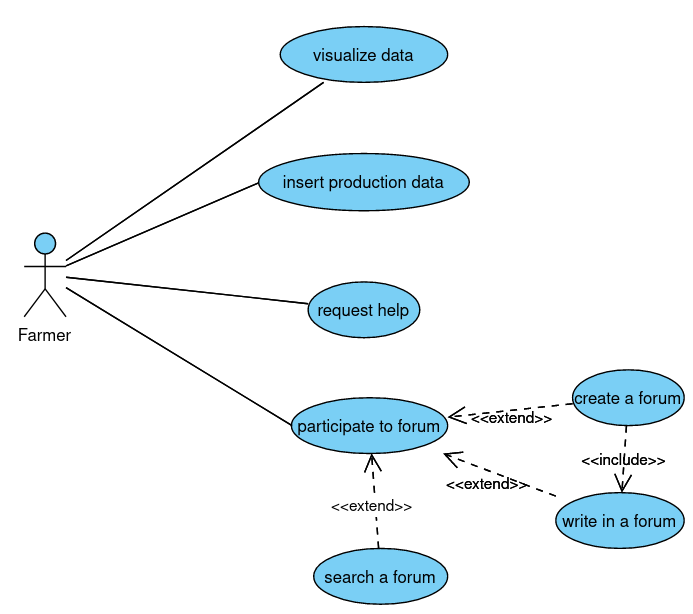 visualize data
insert production data
request help
Farmer
participate to forum
create a forum
<<extend>>
<<include>>
<<extend>>
<<extend>>
write in a forum
search a forum